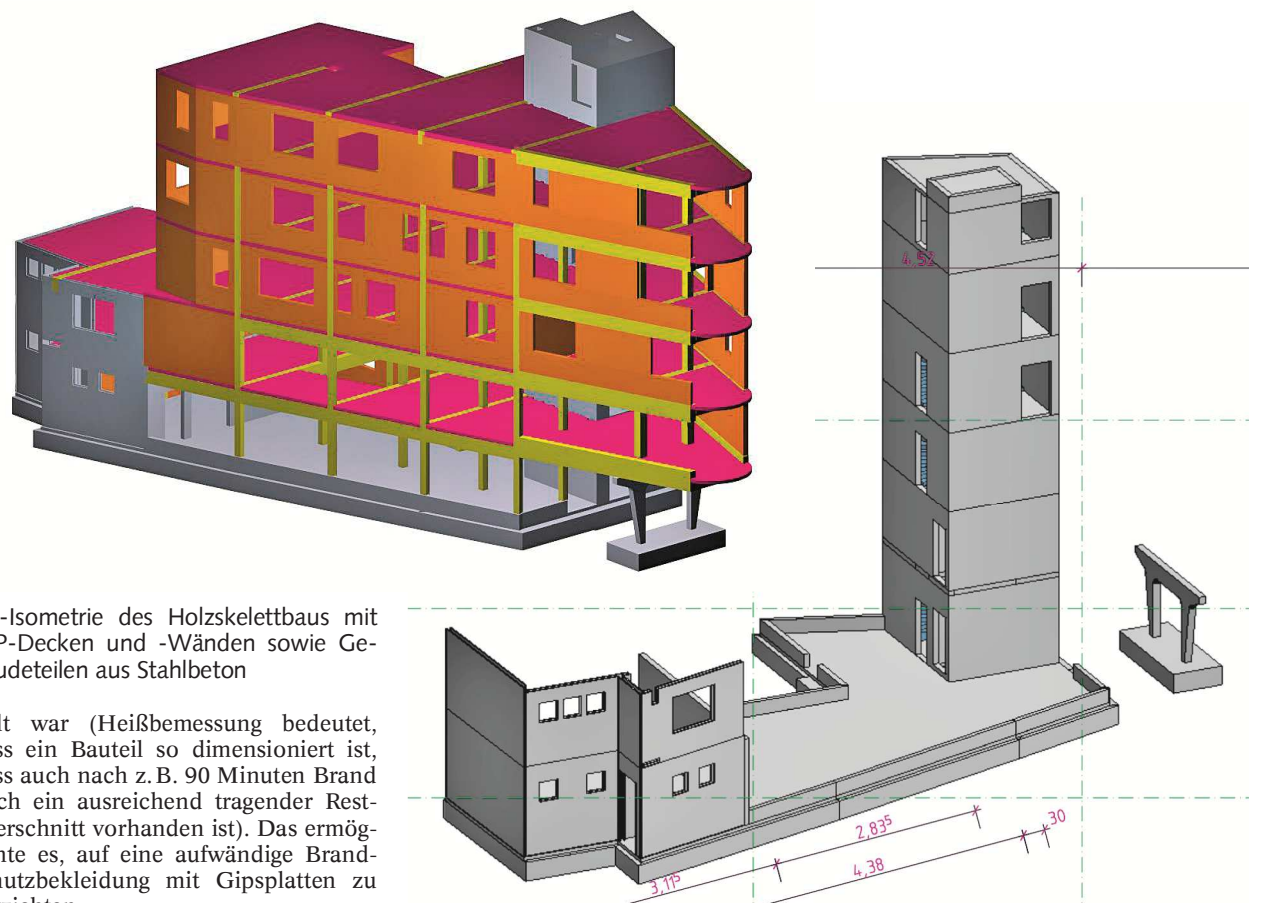 4,52
-Isometrie des Holzskelettbaus mit
P-Decken und -Wänden sowie Ge-
udeteilen aus Stahlbeton
lt war (Heißbemessung bedeutet,
ss ein Bauteil so dimensioniert ist,
ss auch nach z. B. 90 Minuten Brand
ch ein ausreichend tragender Rest-
erschnitt vorhanden ist). Das ermög-
nte es, auf eine aufwändige Brand-
hutzbekleidung mit Gipsplatten zu
2,83⁵
30
4,38
3,11⁵